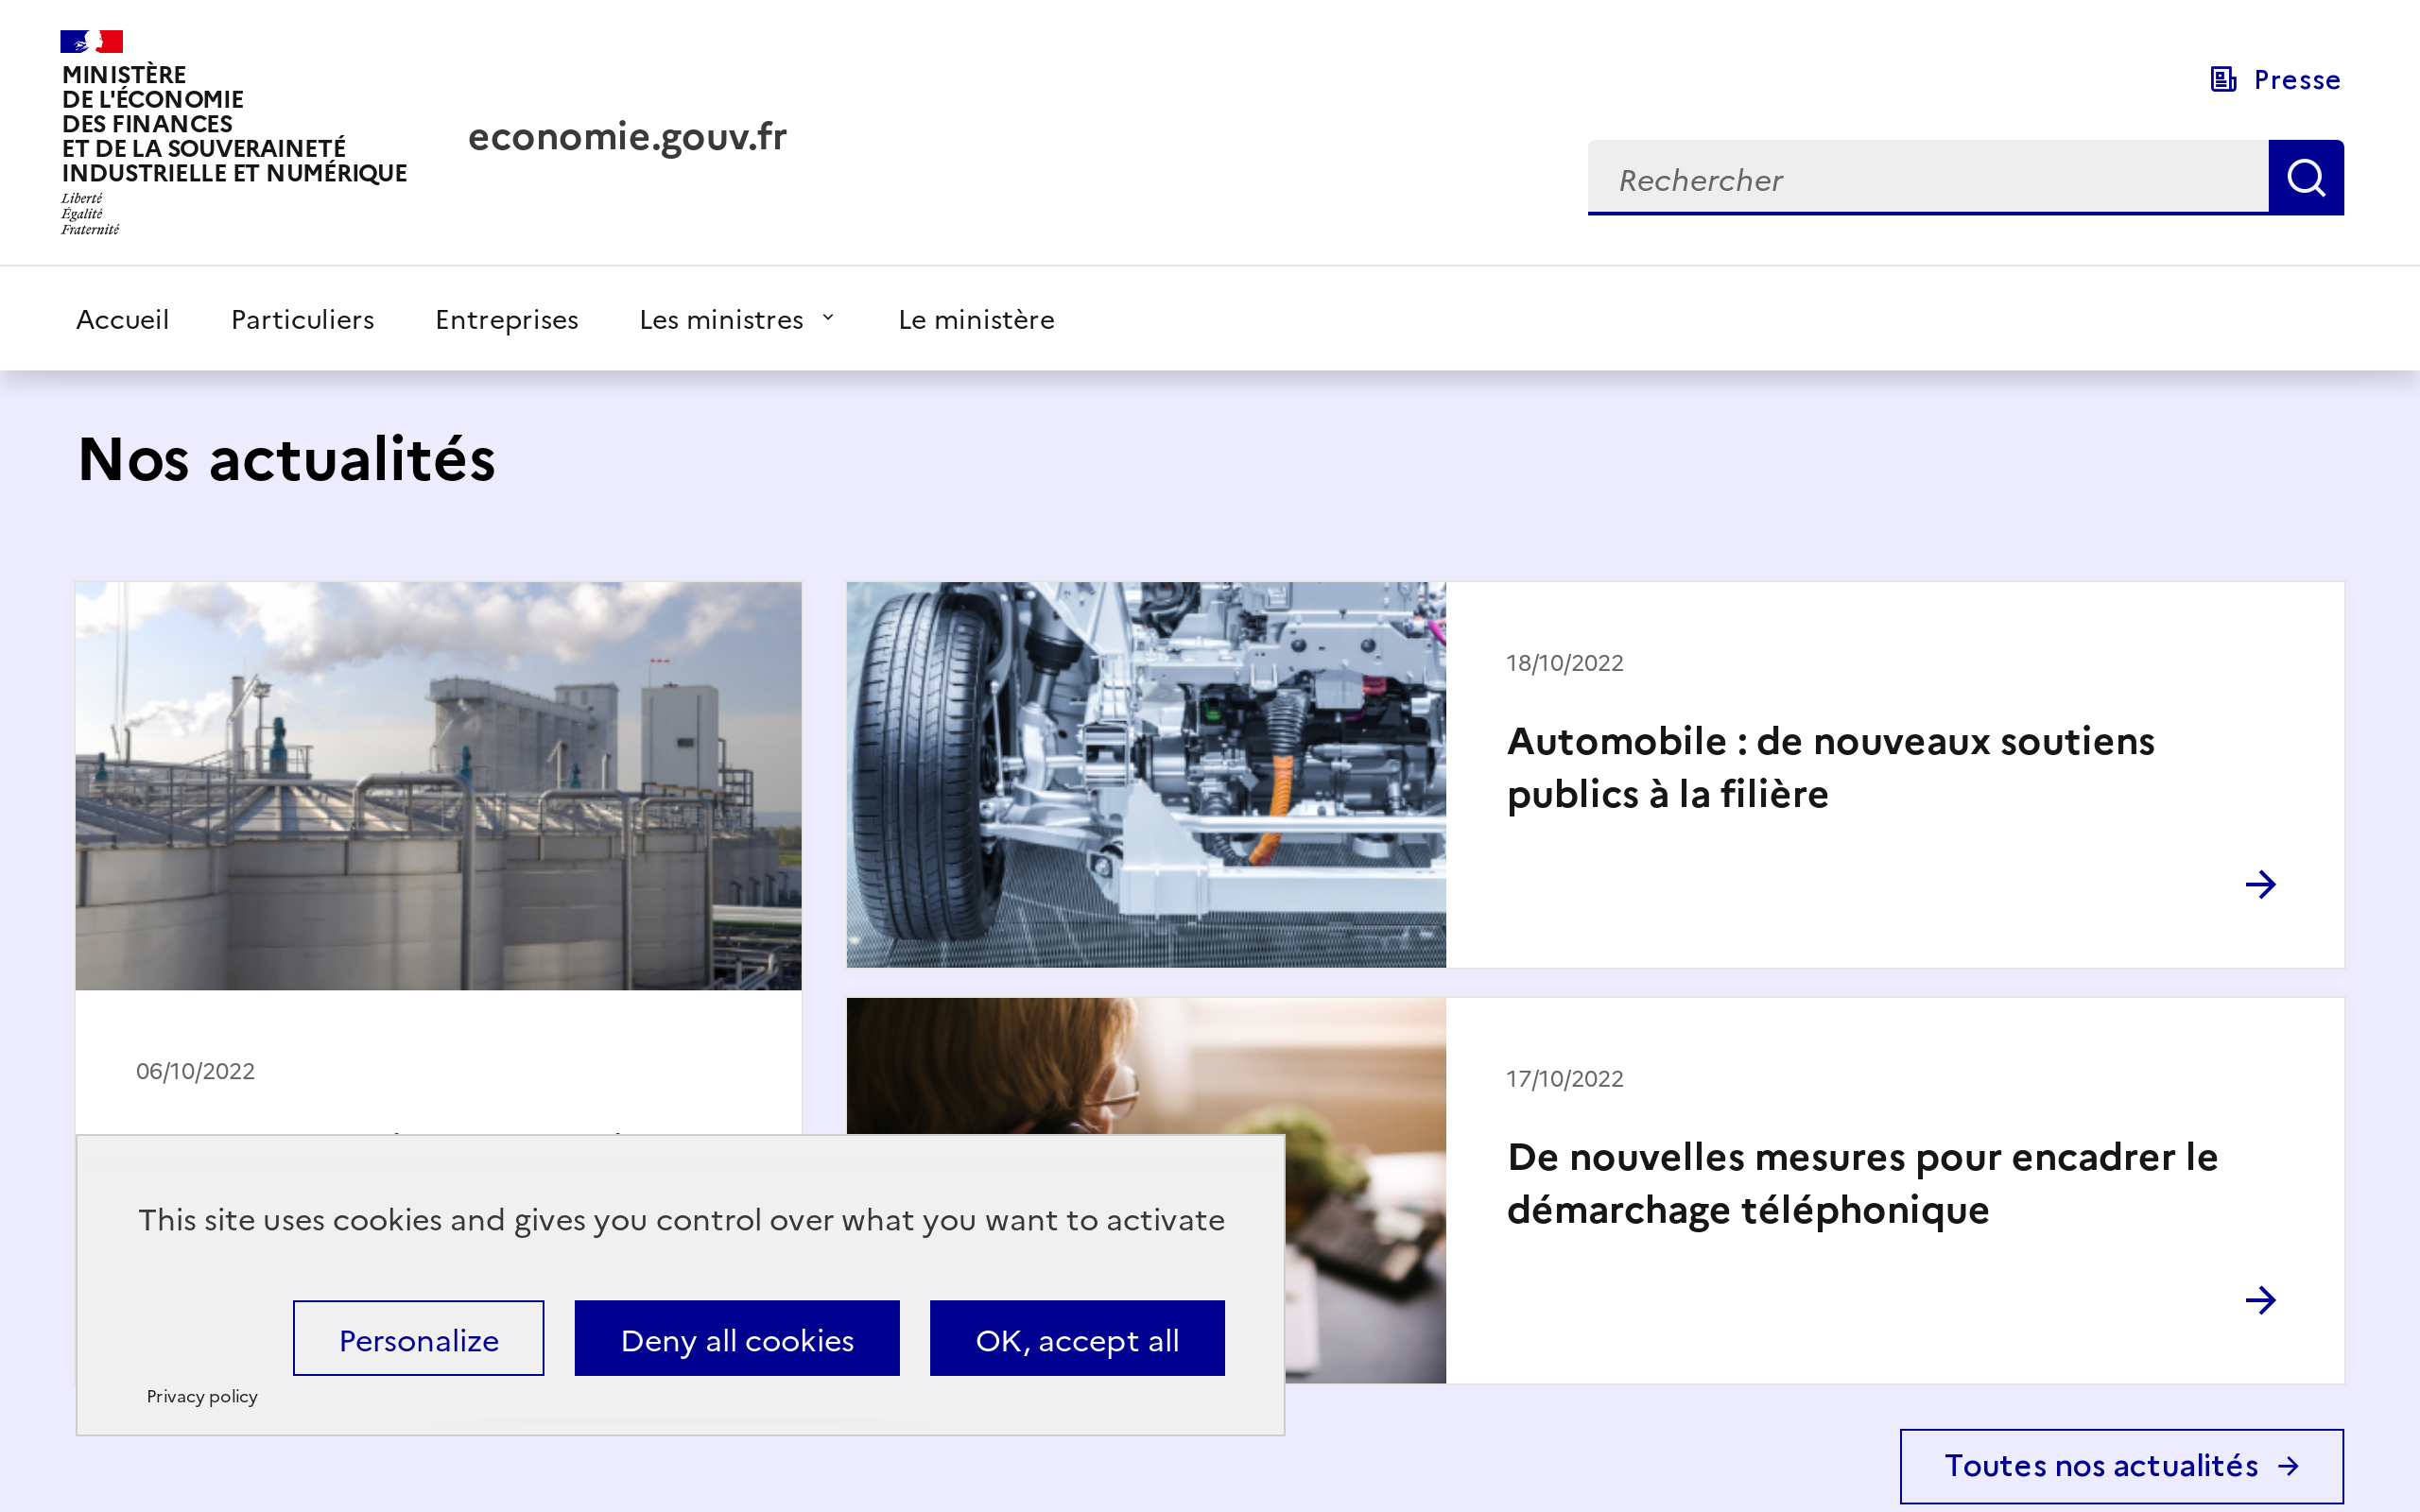 MINISTÈRE
DE L'ÉCONOMIE
DES FINANCES
ET DE LA SOUVERAINETÉ
INDUSTRIELLE ET NUMÉRIQUE
Liberté
Égalité
Fraternité
economie.gouv.fr
Presse
Rechercher
Accueil
Particuliers
Entreprises
Les ministres
Le ministère
Nos actualités
18/10/2022
Automobile : de nouveaux soutiens
publics à la filière
06/10/2022
17/10/2022
De nouvelles mesures pour encadrer le
démarchage téléphonique
This site uses cookies and gives you control over what you want to activate
Personalize
Deny all cookies
OK, accept all
Privacy policy
Toutes nos actualités